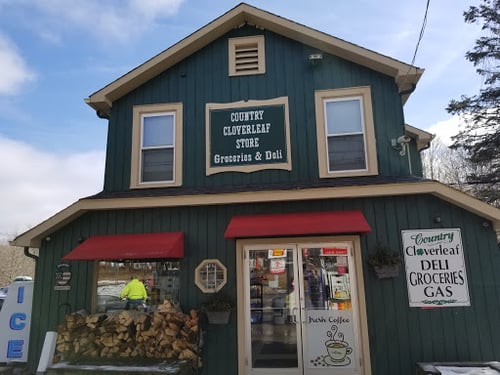 COUNTRY
CLOVERLEAF
STORE
Groceries & Deli
Country
Cloverleaf
DELI
GROCERIES
GAS
ICE
Fresh Coffee